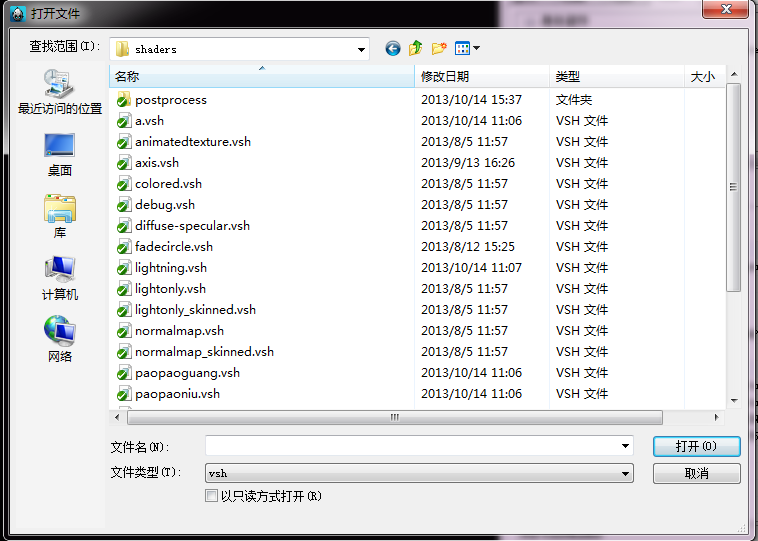 打开文件
查找范围(I): shaders
名称 修改日期 类型 大小
postprocess 2013/10/14 15:37 文件夹
a.vsh 2013/10/14 11:06 VSH 文件
animatedtexture.vsh 2013/8/5 11:57 VSH 文件
axis.vsh 2013/9/13 16:26 VSH 文件
colored.vsh 2013/8/5 11:57 VSH 文件
debug.vsh 2013/8/5 11:57 VSH 文件
diffuse-specular.vsh 2013/8/5 11:57 VSH 文件
fadecircle.vsh 2013/8/12 15:25 VSH 文件
lightning.vsh 2013/10/14 11:07 VSH 文件
lightonly.vsh 2013/8/5 11:57 VSH 文件
lightonly_skinned.vsh 2013/8/5 11:57 VSH 文件
normalmap.vsh 2013/8/5 11:57 VSH 文件
normalmap_skinned.vsh 2013/8/5 11:57 VSH 文件
paopaoguang.vsh 2013/10/14 11:06 VSH 文件
paopaoniu.vsh 2013/10/14 11:06 VSH 文件
最近访问的位置
桌面
库
计算机
网络
文件名(N): 打开(O)
文件类型(T): vsh 取消
以只读方式打开(R)